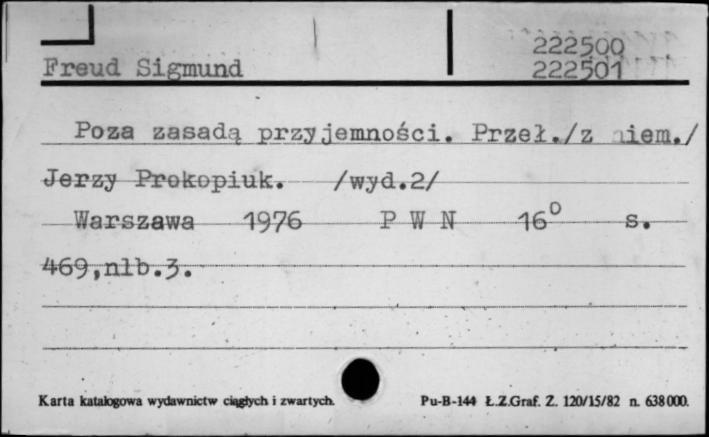 222500
Freud Sigmund 222501
Poza zasadą przyjemności. Przeł./z niem./
Jerzy Prokopiuk. /wyd.2/
Warszawa 1976 P W N 16⁰ s.
469,nlb.3.
Karta katalogowa wydawnictw ciągłych i zwartych. Pu-B-144 Ł.Z.Graf. Z. 120/15/82 n. 638000.